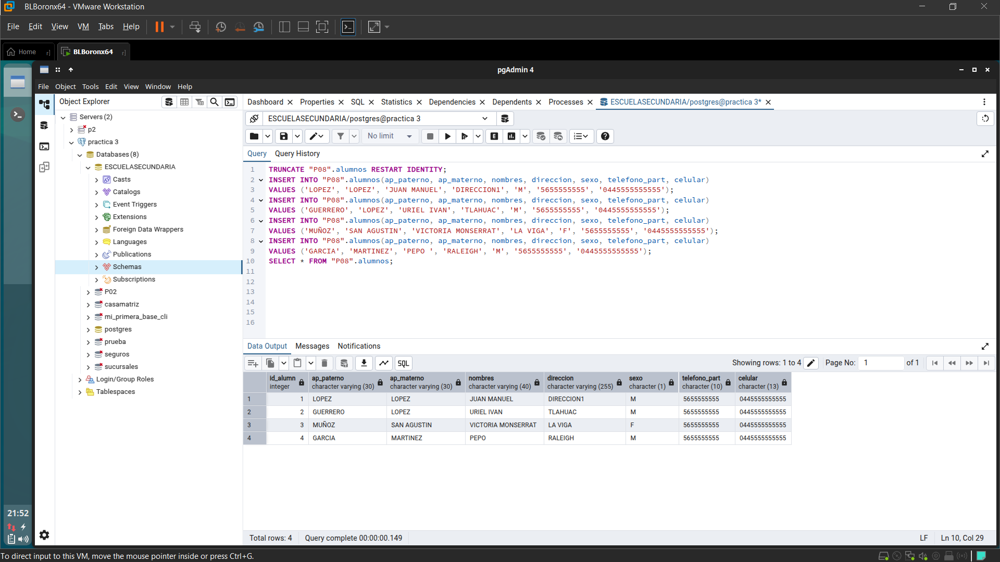 BLBoronx64 - VMware Workstation
File Edit View VM Tabs Help
Home
BLBoronx64
pgAdmin 4
File Object Tools Edit View Window Help
Object Explorer
Servers (2)
p2
practica 3
Databases (8)
ESCUELASECUNDARIA
Casts
Catalogs
Event Triggers
Extensions
Foreign Data Wrappers
Languages
Publications
Schemas
Subscriptions
P02
casamatriz
mi_primera_base_cli
postgres
prueba
seguros
sucursales
Login/Group Roles
Tablespaces
21:52
Dashboard Properties SQL Statistics Dependencies Dependents Processes ESCUELASECUNDARIA/postgres@practica 3*
ESCUELASECUNDARIA/postgres@practica 3
No limit
Query Query History
1 TRUNCATE "P08".alumnos RESTART IDENTITY;
2 INSERT INTO "P08".alumnos(ap_paterno, ap_materno, nombres, direccion, sexo, telefono_part, celular)
3 VALUES ('LOPEZ', 'LOPEZ', 'JUAN MANUEL', 'DIRECCION1', 'M', '5655555555', '0445555555555');
4 INSERT INTO "P08".alumnos(ap_paterno, ap_materno, nombres, direccion, sexo, telefono_part, celular)
5 VALUES ('GUERRERO', 'LOPEZ', 'URIEL IVAN', 'TLAHUAC', 'M', '5655555555', '0445555555555');
6 INSERT INTO "P08".alumnos(ap_paterno, ap_materno, nombres, direccion, sexo, telefono_part, celular)
7 VALUES ('MUÑOZ', 'SAN AGUSTIN', 'VICTORIA MONSERRAT', 'LA VIGA', 'F', '5655555555', '0445555555555');
8 INSERT INTO "P08".alumnos(ap_paterno, ap_materno, nombres, direccion, sexo, telefono_part, celular)
9 VALUES ('GARCIA', 'MARTINEZ', 'PEPO ', 'RALEIGH', 'M', '5655555555', '0445555555555');
10 SELECT * FROM "P08".alumnos;
11
12
13
14
15
16
Data Output Messages Notifications
SQL Showing rows: 1 to 4 Page No: 1 of 1
id_alumn ap_paterno ap_materno nombres direccion sexo telefono_part celular
integer character varying (30) character varying (30) character varying (40) character varying (255) character (1) character (10) character (13)
1 1 LOPEZ LOPEZ JUAN MANUEL DIRECCION1 M 5655555555 0445555555555
2 2 GUERRERO LOPEZ URIEL IVAN TLAHUAC M 5655555555 0445555555555
3 3 MUÑOZ SAN AGUSTIN VICTORIA MONSERRAT LA VIGA F 5655555555 0445555555555
4 4 GARCIA MARTINEZ PEPO RALEIGH M 5655555555 0445555555555
Total rows: 4 Query complete 00:00:00.149 LF Ln 10, Col 29
To direct input to this VM, move the mouse pointer inside or press Ctrl+G.